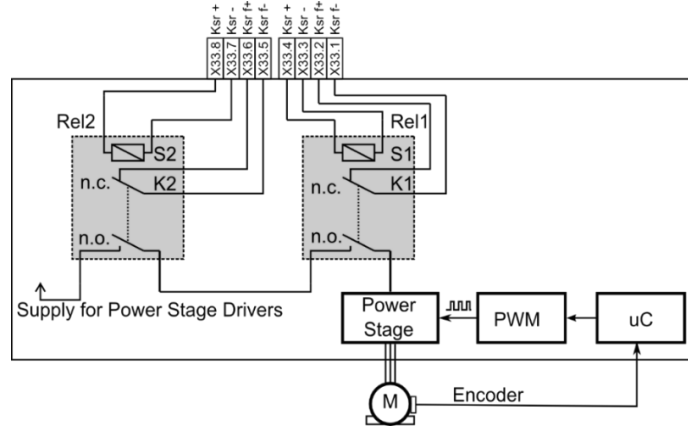 Ksr +
Ksr -
Ksr f+
Ksr f-
Ksr +
Ksr -
Ksr f+
Ksr f-
X33.8
X33.7
X33.6
X33.5
X33.4
X33.3
X33.2
X33.1
Rel2
Rel1
S2
S1
n.c.
K2
n.c.
K1
n.o.
n.o.
Supply for Power Stage Drivers
Power
Stage
PWM
uC
M
Encoder